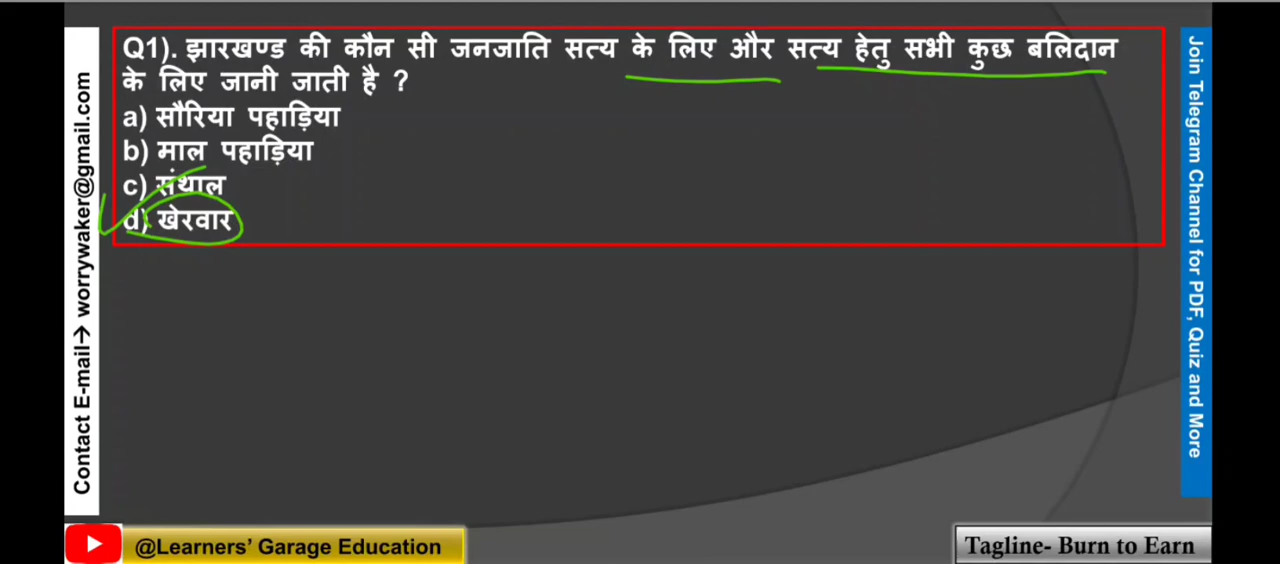 Q1). झारखण्ड की कौन सी जनजाति सत्य के लिए और सत्य हेतु सभी कुछ बलिदान
के लिए जानी जाती है ?
a) सौरिया पहाड़िया
b) माल पहाड़िया
c) संथाल
d) खेरवार
Contact E-mail→ worrywaker@gmail.com
Join Telegram Channel for PDF, Quiz and More
@Learners' Garage Education
Tagline- Burn to Earn